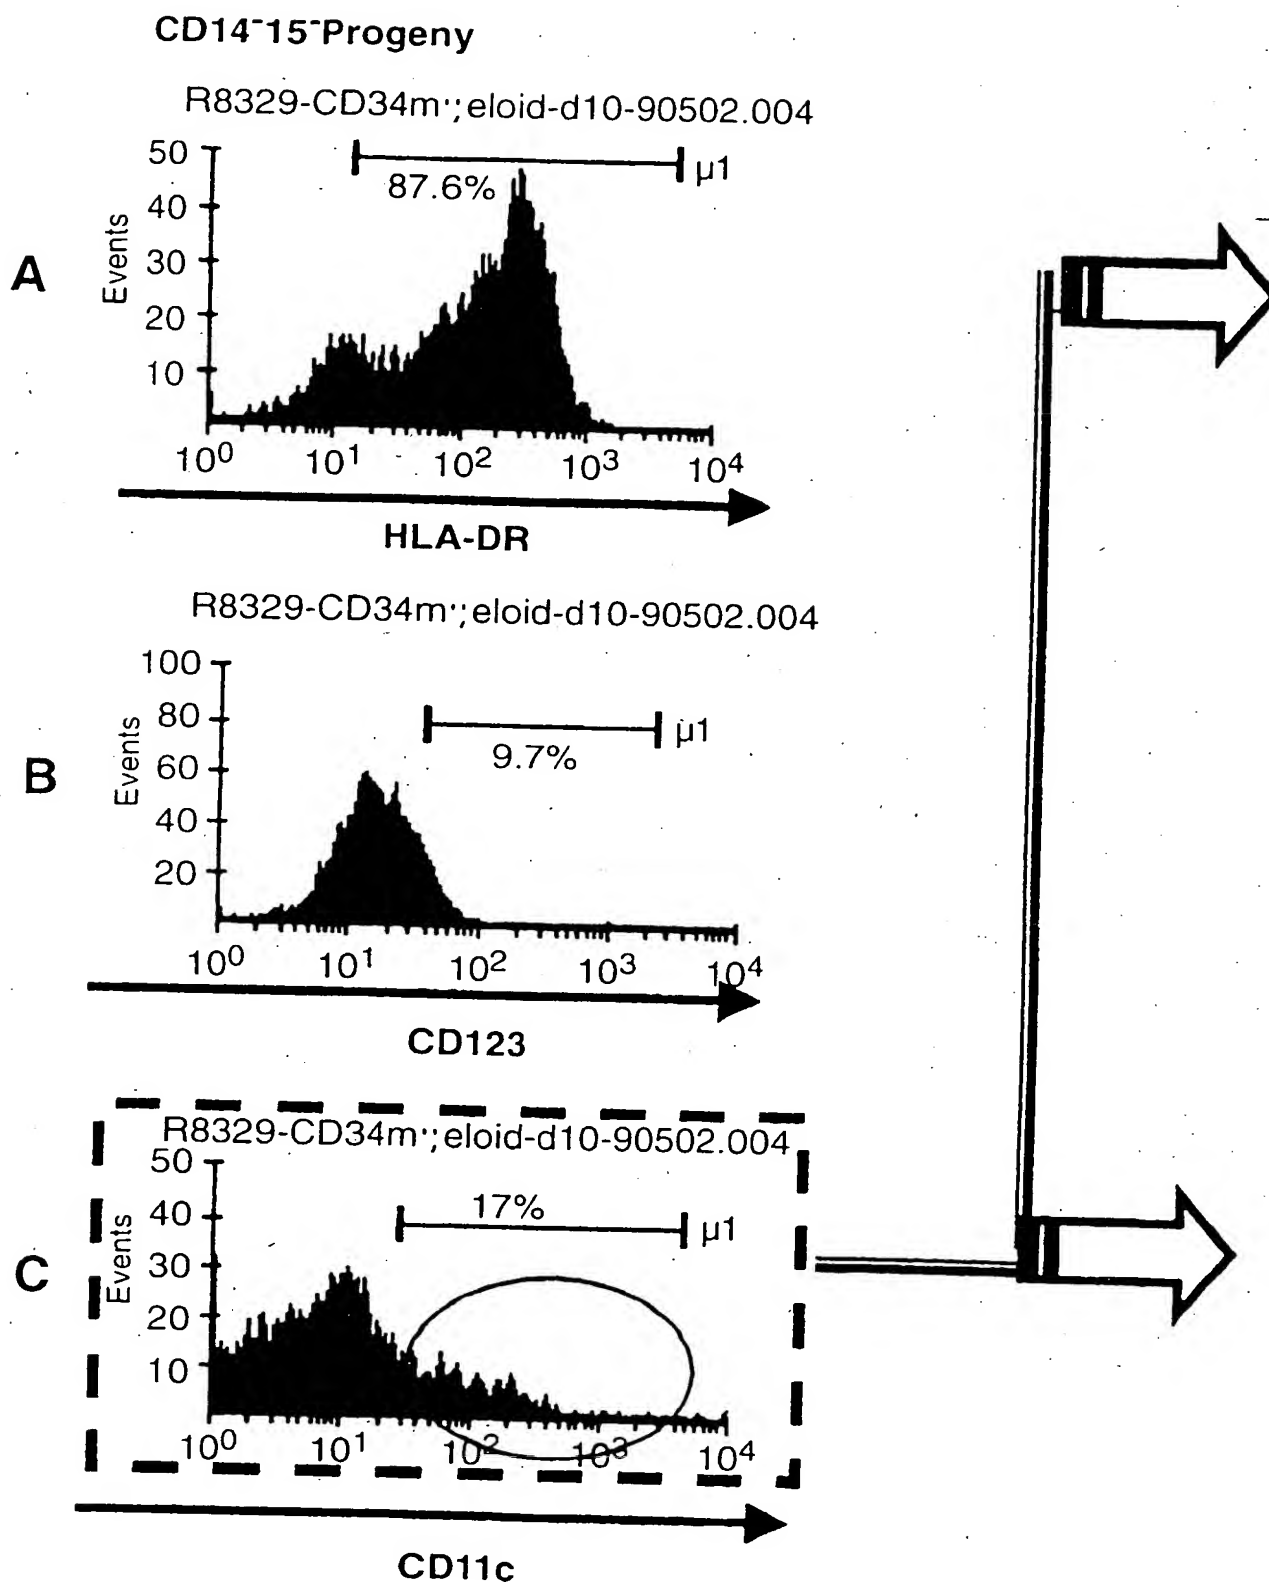 CD14⁻15⁻Progeny
R8329-CD34m··;eloid-d10-90502.004
50
40
30
20
10
Events
87.6%
µ1
A
10⁰ 10¹ 10² 10³ 10⁴
HLA-DR
R8329-CD34m··;eloid-d10-90502.004
100
80
60
40
20
Events
9.7%
µ1
B
10⁰ 10¹ 10² 10³ 10⁴
CD123
R8329-CD34m··;eloid-d10-90502.004
50
40
30
20
10
Events
17%
µ1
C
10⁰ 10¹ 10² 10³ 10⁴
CD11c